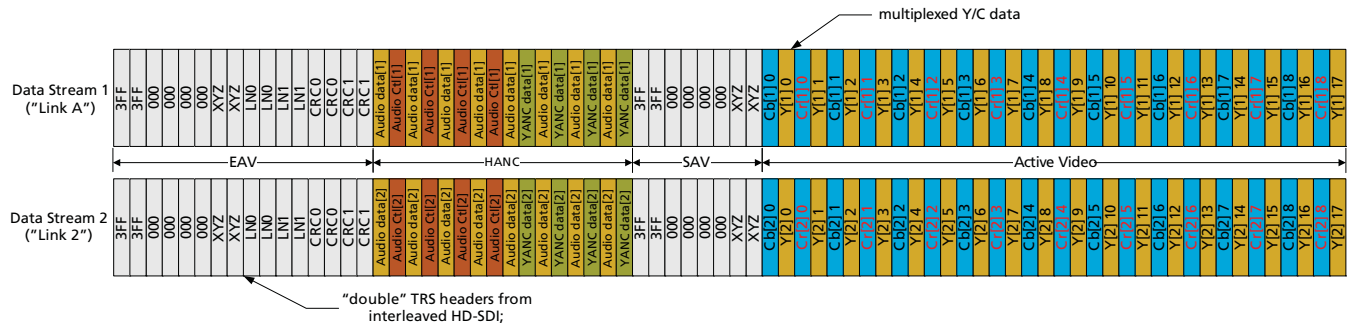 multiplexed Y/C data
Data Stream 1
("Link A")
3FF
3FF
000
000
000
000
XYZ
XYZ
LN0
LN0
LN1
LN1
CRC0
CRC0
CRC1
CRC1
Audio data[1]
Audio Ctl[1]
Audio data[1]
Audio Ctl[1]
Audio data[1]
Audio Ctl[1]
Audio data[1]
Audio Ctl[1]
Audio data[1]
YANC data[1]
Audio data[1]
YANC data[1]
Audio data[1]
YANC data[1]
Audio data[1]
YANC data[1]
3FF
3FF
000
000
000
000
XYZ
XYZ
Cb[1] 0
Y[1] 0
Cr[1] 0
Y[1] 1
Cb[1] 1
Y[1] 2
Cr[1] 1
Y[1] 3
Cb[1] 2
Y[1] 4
Cr[1] 2
Y[1] 5
Cb[1] 3
Y[1] 6
Cr[1] 3
Y[1] 7
Cb[1] 4
Y[1] 8
Cr[1] 4
Y[1] 9
Cb[1] 5
Y[1] 10
Cr[1] 5
Y[1] 11
Cb[1] 6
Y[1] 12
Cr[1] 6
Y[1] 13
Cb[1] 7
Y[1] 14
Cr[1] 7
Y[1] 15
Cb[1] 8
Y[1] 16
Cr[1] 8
Y[1] 17
EAV
HANC
SAV
Active Video
Data Stream 2
("Link 2")
3FF
3FF
000
000
000
000
XYZ
XYZ
LN0
LN0
LN1
LN1
CRC0
CRC0
CRC1
CRC1
Audio data[2]
Audio Ctl[2]
Audio data[2]
Audio Ctl[2]
Audio data[2]
Audio Ctl[2]
Audio data[2]
Audio Ctl[2]
Audio data[2]
YANC data[2]
Audio data[2]
YANC data[2]
Audio data[2]
YANC data[2]
Audio data[2]
YANC data[2]
3FF
3FF
000
000
000
000
XYZ
XYZ
Cb[2] 0
Y[2] 0
Cr[2] 0
Y[2] 1
Cb[2] 1
Y[2] 2
Cr[2] 1
Y[2] 3
Cb[2] 2
Y[2] 4
Cr[2] 2
Y[2] 5
Cb[2] 3
Y[2] 6
Cr[2] 3
Y[2] 7
Cb[2] 4
Y[2] 8
Cr[2] 4
Y[2] 9
Cb[2] 5
Y[2] 10
Cr[2] 5
Y[2] 11
Cb[2] 6
Y[2] 12
Cr[2] 6
Y[2] 13
Cb[2] 7
Y[2] 14
Cr[2] 7
Y[2] 15
Cb[2] 8
Y[2] 16
Cr[2] 8
Y[2] 17
"double" TRS headers from
interleaved HD-SDI;